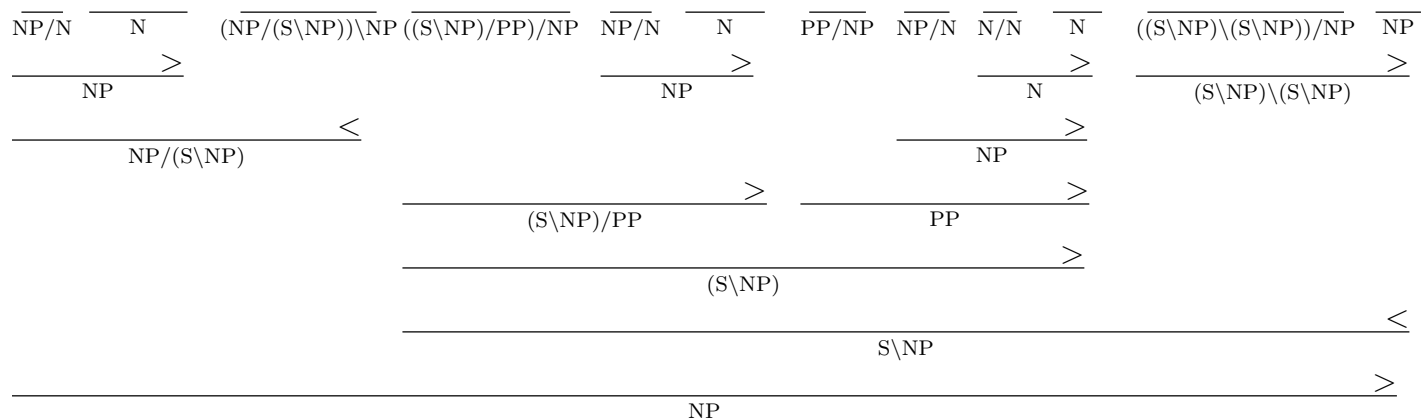 NP/N N (NP/(S\NP))\NP ((S\NP)/PP)/NP NP/N N PP/NP NP/N N/N N ((S\NP)\(S\NP))/NP NP
> > > >
NP NP N (S\NP)\(S\NP)
< >
NP/(S\NP) NP
> >
(S\NP)/PP PP
>
(S\NP)
<
S\NP
>
NP